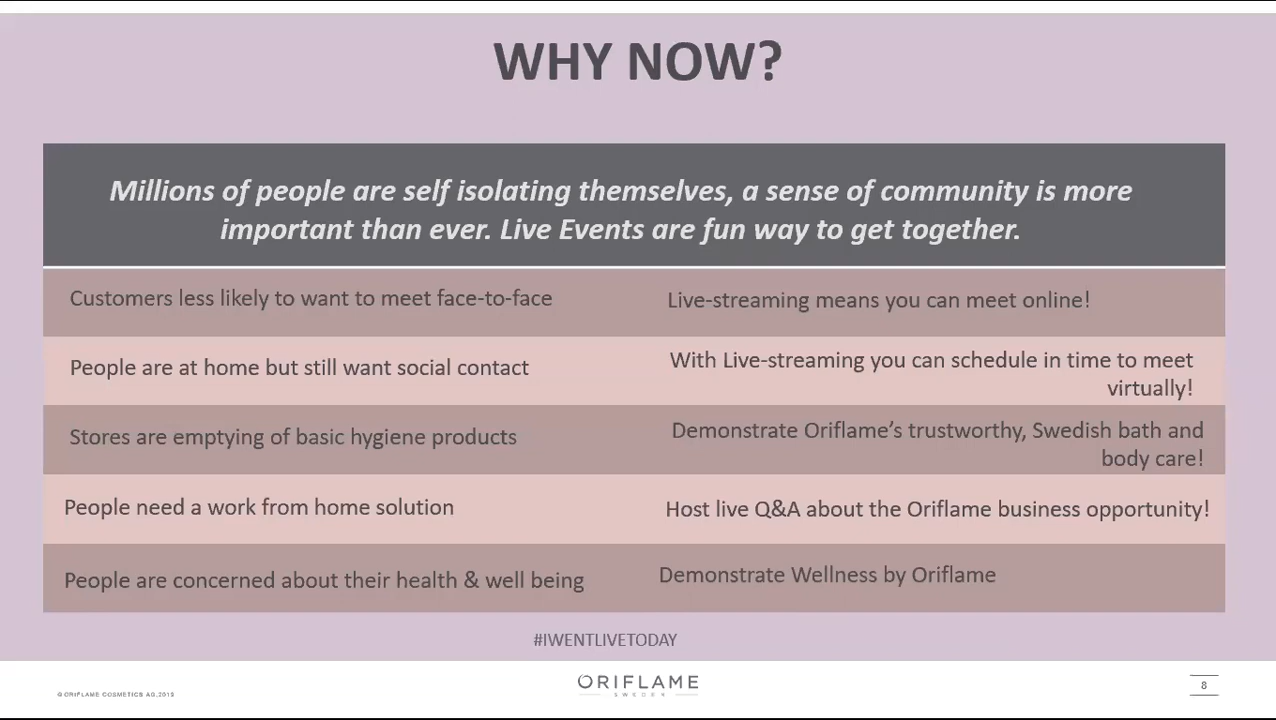 WHY NOW?
Millions of people are self isolating themselves, a sense of community is more
important than ever. Live Events are fun way to get together.
Customers less likely to want to meet face-to-face
Live-streaming means you can meet online!
People are at home but still want social contact
With Live-streaming you can schedule in time to meet
virtually!
Stores are emptying of basic hygiene products
Demonstrate Oriflame's trustworthy, Swedish bath and
body care!
People need a work from home solution
Host live Q&A about the Oriflame business opportunity!
People are concerned about their health & well being
Demonstrate Wellness by Oriflame
#IWENTLIVETODAY
© ORIFLAME COSMETICS AG, 2013
ORIFLAME
SWEDEN
8